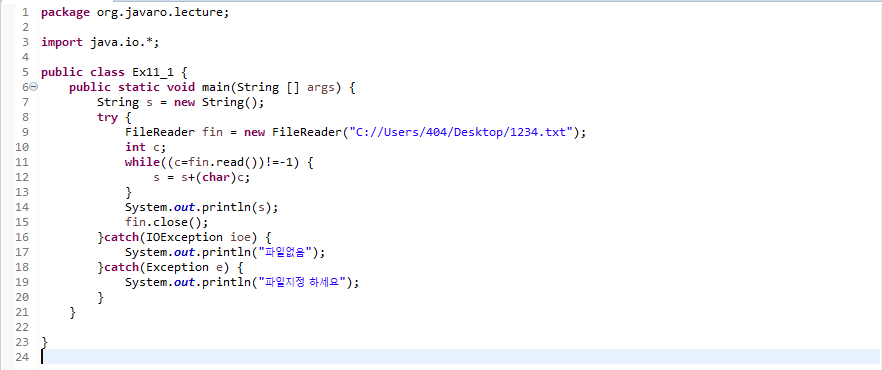 1 package org.javaro.lecture;
2
3 import java.io.*;
4
5 public class Ex11_1 {
6 public static void main(String [] args) {
7 String s = new String();
8 try {
9 FileReader fin = new FileReader("C://Users/404/Desktop/1234.txt");
10 int c;
11 while((c=fin.read())!=-1) {
12 s = s+(char)c;
13 }
14 System.out.println(s);
15 fin.close();
16 }catch(IOException ioe) {
17 System.out.println("파일없음");
18 }catch(Exception e) {
19 System.out.println("파일지정 하세요");
20 }
21 }
22
23 }
24